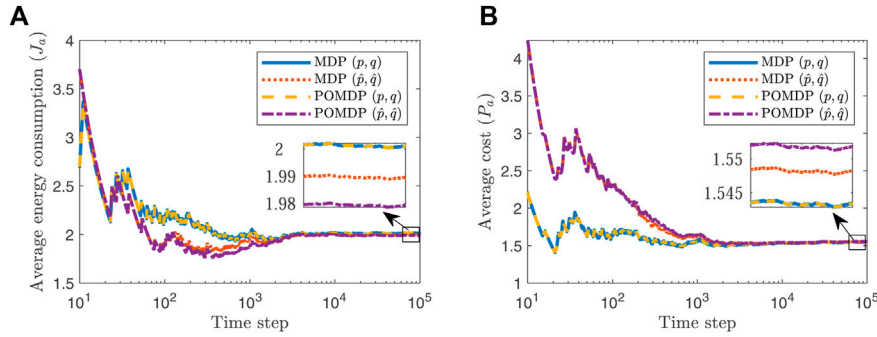 A
Average energy consumption (J_a)
4
3.5
3
2.5
2
1.5
MDP (p, q)
MDP (p̂, q̂)
POMDP (p, q)
POMDP (p̂, q̂)
2
1.99
1.98
10^1 10^2 10^3 10^4 10^5
Time step
B
Average cost (P_a)
4
3.5
3
2.5
2
1.5
1
MDP (p, q)
MDP (p̂, q̂)
POMDP (p, q)
POMDP (p̂, q̂)
1.55
1.545
10^1 10^2 10^3 10^4 10^5
Time step